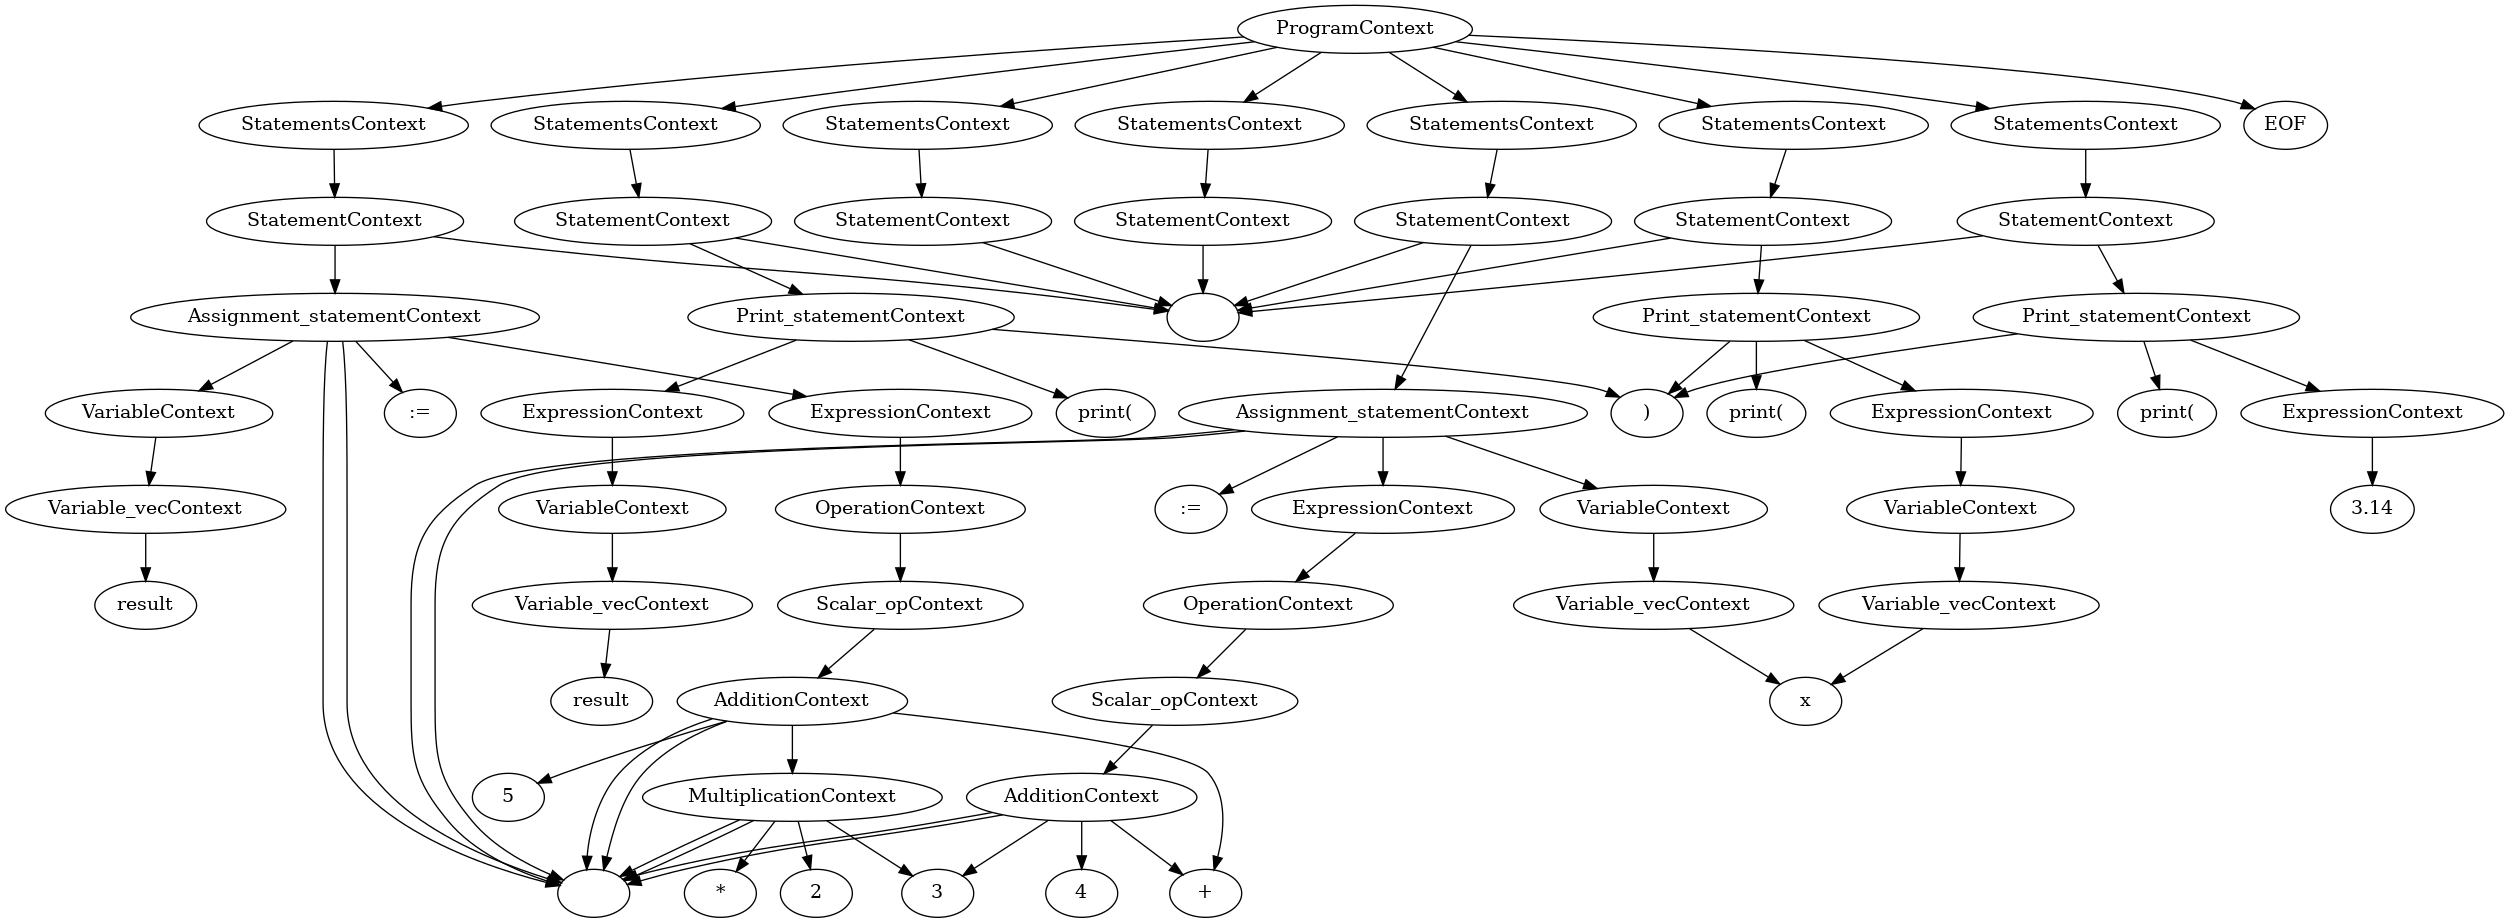 ProgramContext
StatementsContext StatementsContext StatementsContext StatementsContext StatementsContext StatementsContext StatementsContext EOF
StatementContext StatementContext StatementContext StatementContext StatementContext StatementContext StatementContext
Assignment_statementContext Print_statementContext Print_statementContext Print_statementContext
VariableContext := ExpressionContext ExpressionContext print( Assignment_statementContext ) print( ExpressionContext print( ExpressionContext
Variable_vecContext VariableContext OperationContext := ExpressionContext VariableContext VariableContext 3.14
result Variable_vecContext Scalar_opContext OperationContext Variable_vecContext Variable_vecContext
result AdditionContext Scalar_opContext x
5 MultiplicationContext AdditionContext
* 2 3 4 +